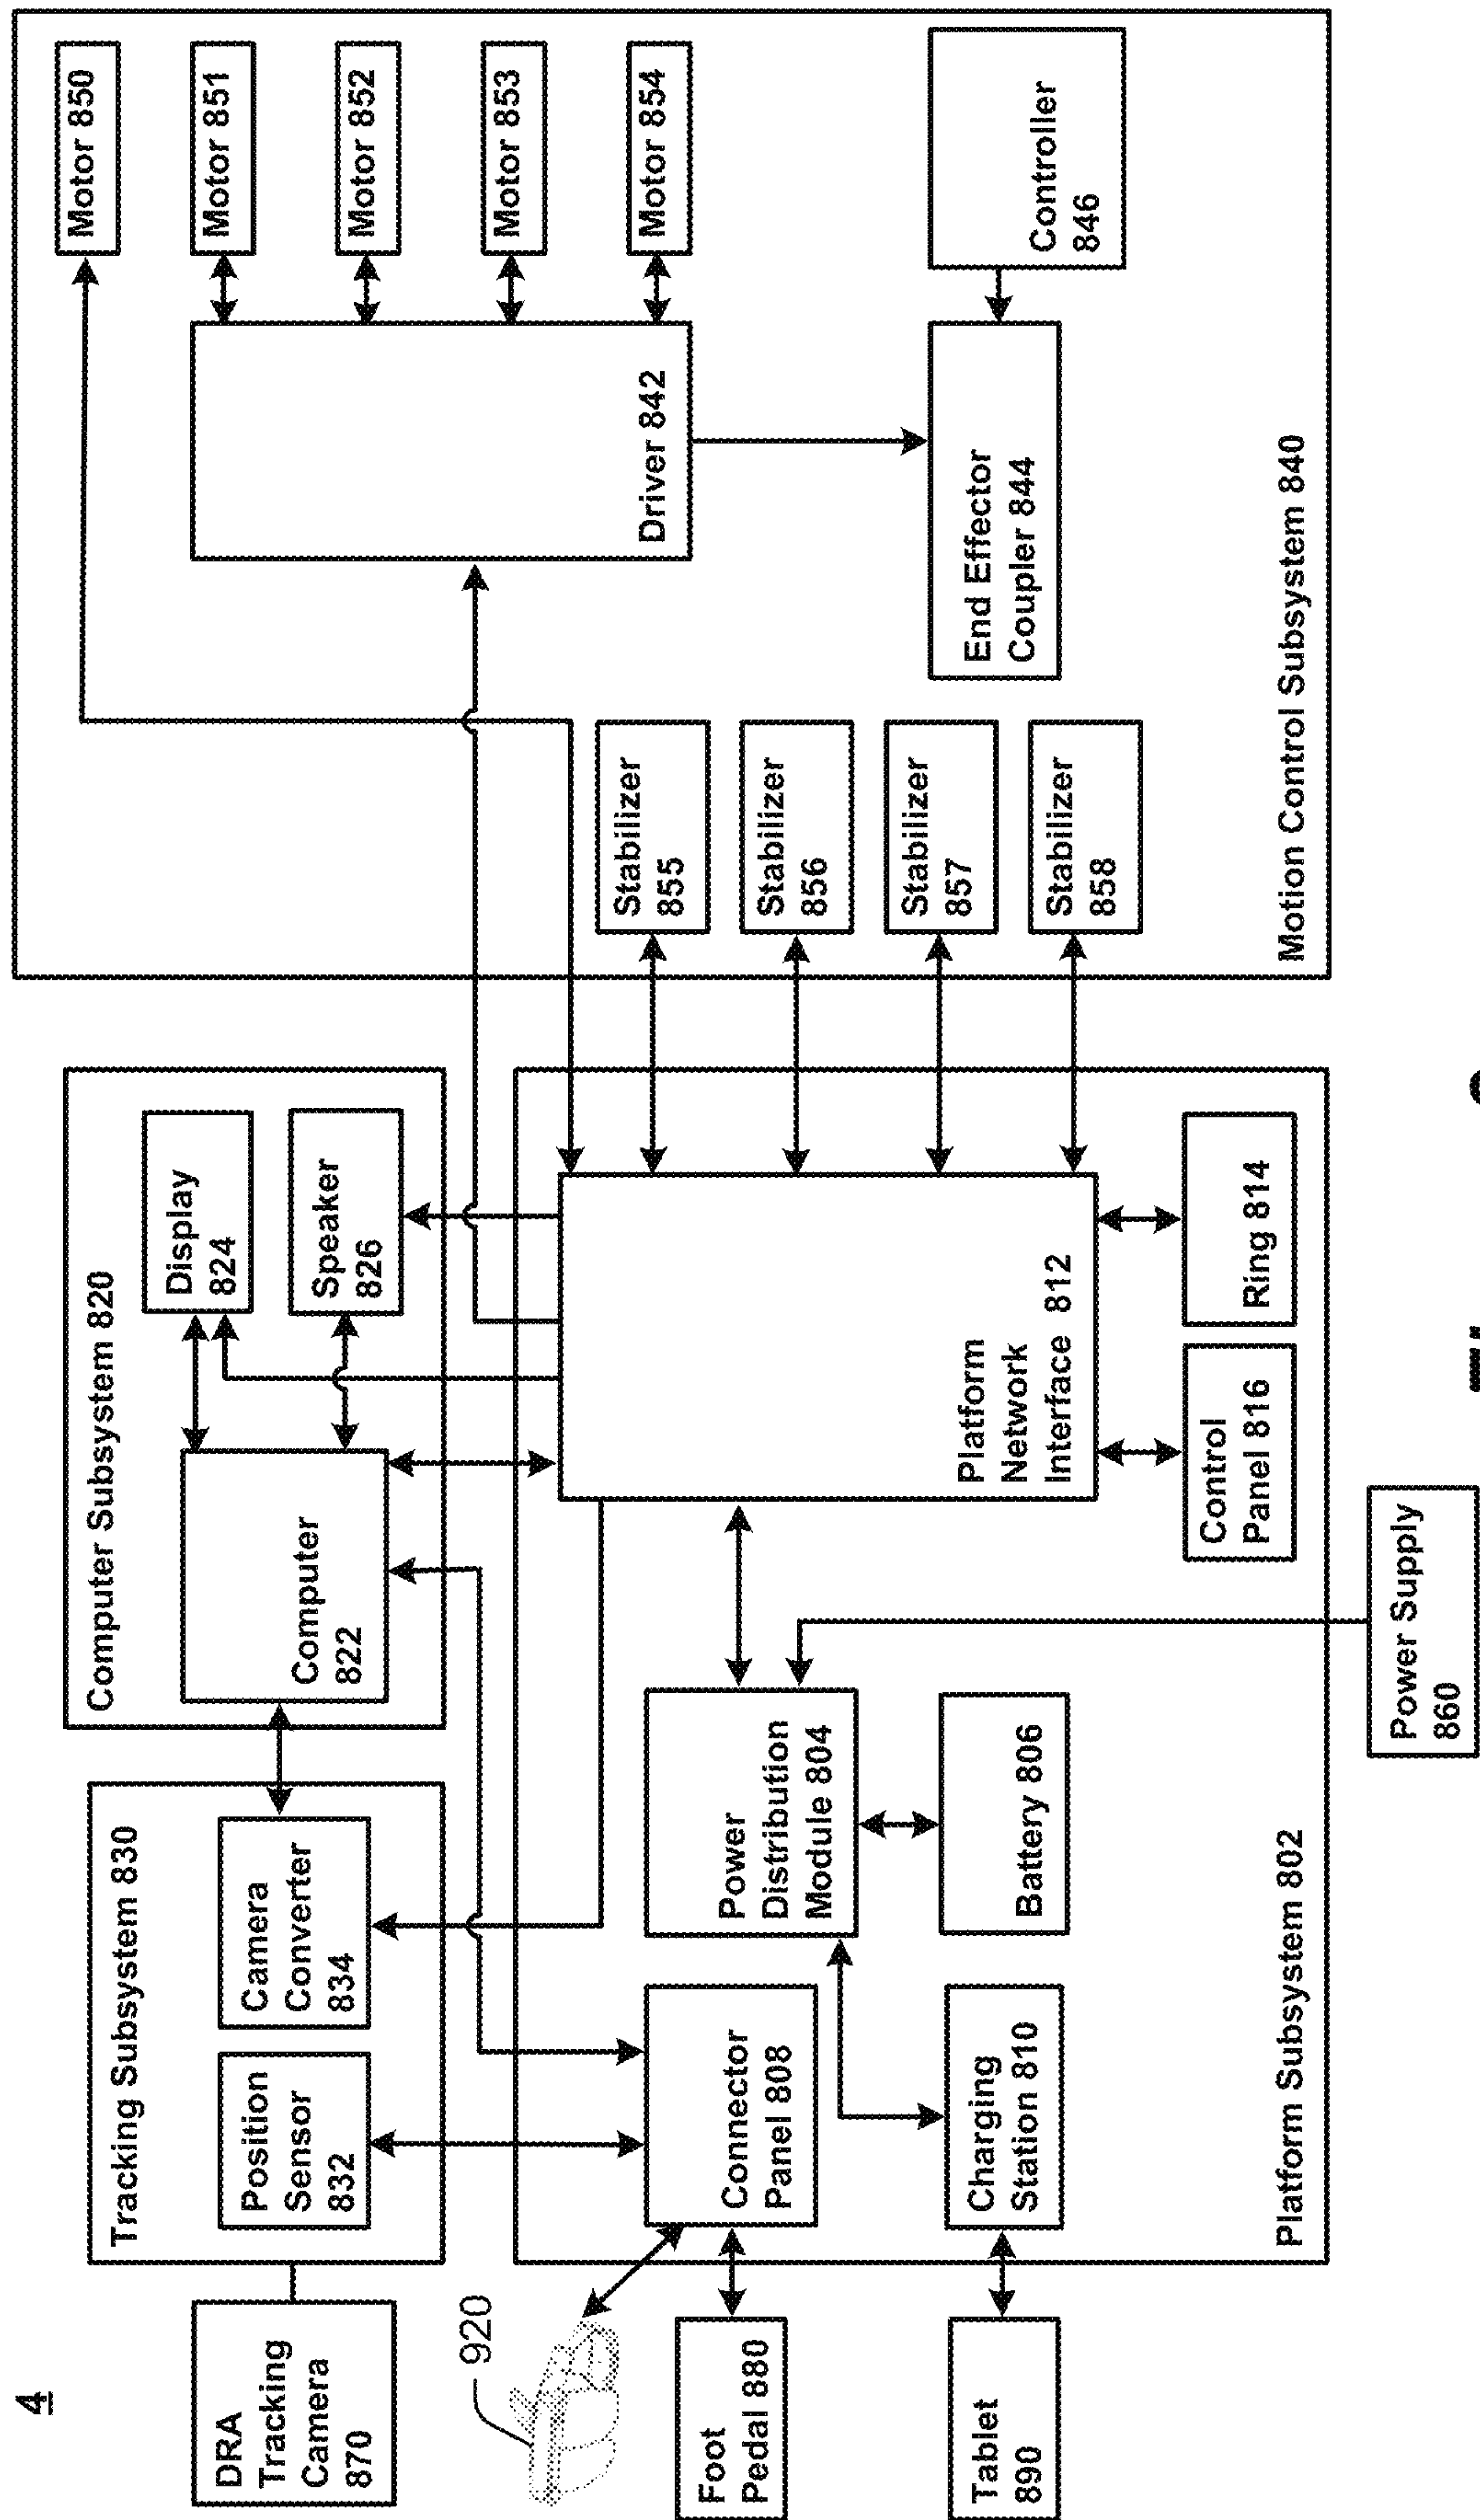 4
DRA
Tracking
Camera
870
920
Foot
Pedal 880
Tablet
890
Tracking Subsystem 830
Position
Sensor
832
Camera
Converter
834
Computer Subsystem 820
Computer
822
Display
824
Speaker
826
Platform Subsystem 802
Connector
Panel 808
Charging
Station 810
Power
Distribution
Module 804
Battery 806
Platform
Network
Interface 812
Control
Panel 816
Ring 814
Power Supply
860
Motion Control Subsystem 840
Stabilizer
855
Stabilizer
856
Stabilizer
857
Stabilizer
858
Driver 842
End Effector
Coupler 844
Controller
846
Motor 850
Motor 851
Motor 852
Motor 853
Motor 854